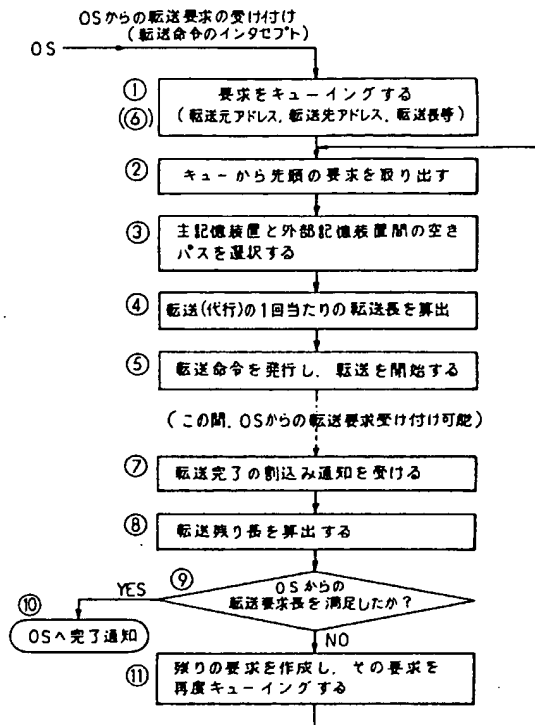 OSからの転送要求の受け付け
(転送命令のインタセプト)
OS
①
(⑥)
要求をキューイングする
(転送元アドレス,転送先アドレス,転送長等)
②
キューから先頭の要求を取り出す
③
主記憶装置と外部記憶装置間の空き
パスを選択する
④
転送(代行)の1回当たりの転送長を算出
⑤
転送命令を発行し、転送を開始する
(この間、OSからの転送要求受け付け可能)
⑦
転送完了の割込み通知を受ける
⑧
転送残り長を算出する
⑨
OSからの
転送要求長を満足したか?
YES
⑩
OSへ完了通知
NO
⑪
残りの要求を作成し、その要求を
再度キューイングする